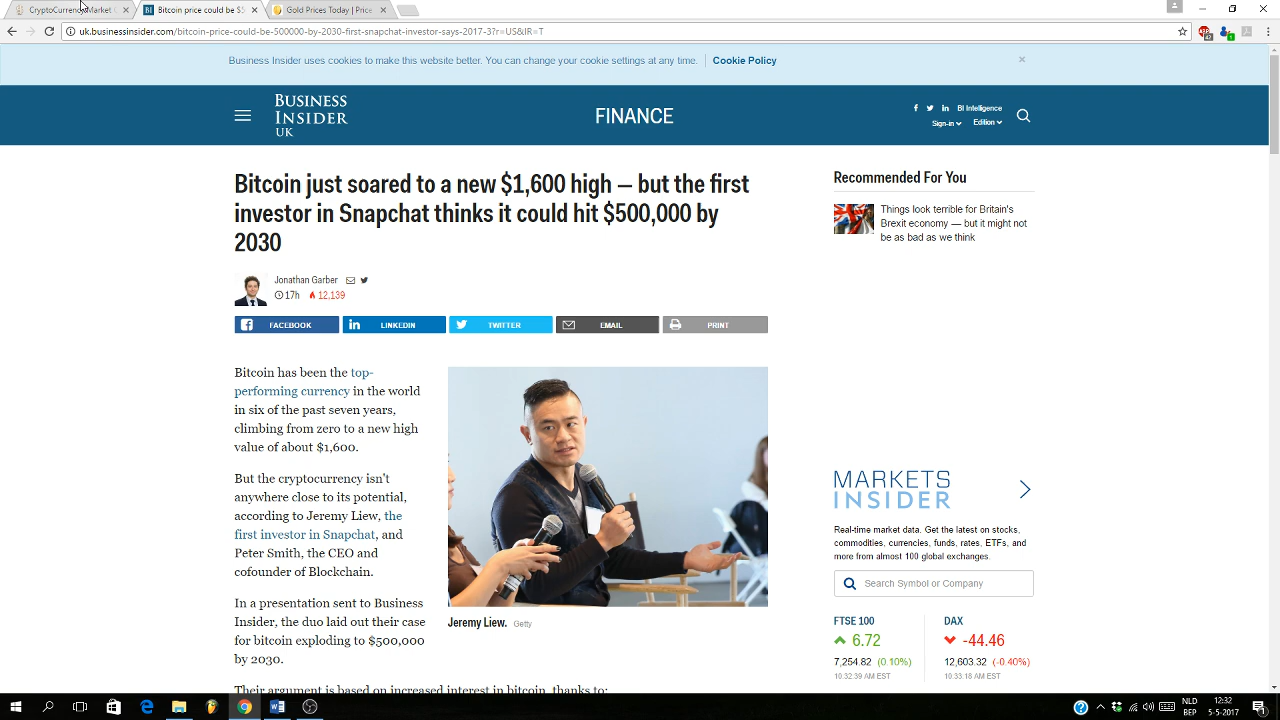 CryptoCurrency Market C
Bitcoin price could be $5
Gold Prices Today | Price
uk.businessinsider.com/bitcoin-price-could-be-500000-by-2030-first-snapchat-investor-says-2017-3?r=US&IR=T
Business Insider uses cookies to make this website better. You can change your cookie settings at any time. Cookie Policy
BUSINESS
INSIDER
UK
FINANCE
BI Intelligence
Sign-in
Edition
Bitcoin just soared to a new $1,600 high — but the first
investor in Snapchat thinks it could hit $500,000 by
2030
Jonathan Garber
17h 12,139
FACEBOOK LINKEDIN TWITTER EMAIL PRINT
Bitcoin has been the top-
performing currency in the world
in six of the past seven years,
climbing from zero to a new high
value of about $1,600.
But the cryptocurrency isn't
anywhere close to its potential,
according to Jeremy Liew, the
first investor in Snapchat, and
Peter Smith, the CEO and
cofounder of Blockchain.
In a presentation sent to Business
Insider, the duo laid out their case
for bitcoin exploding to $500,000
by 2030.
Their argument is based on increased interest in bitcoin, thanks to:
Jeremy Liew. Getty
Recommended For You
Things look terrible for Britain's
Brexit economy — but it might not
be as bad as we think
MARKETS
INSIDER
Real-time market data. Get the latest on stocks,
commodities, currencies, funds, rates, ETFs, and
more from almost 100 global exchanges.
Search Symbol or Company
FTSE 100 DAX
6.72 -44.46
7,254.82 (0.10%) 12,603.32 (-0.40%)
10:32:39 AM EST 10:33:18 AM EST
NLD 12:32
BEP 5-5-2017